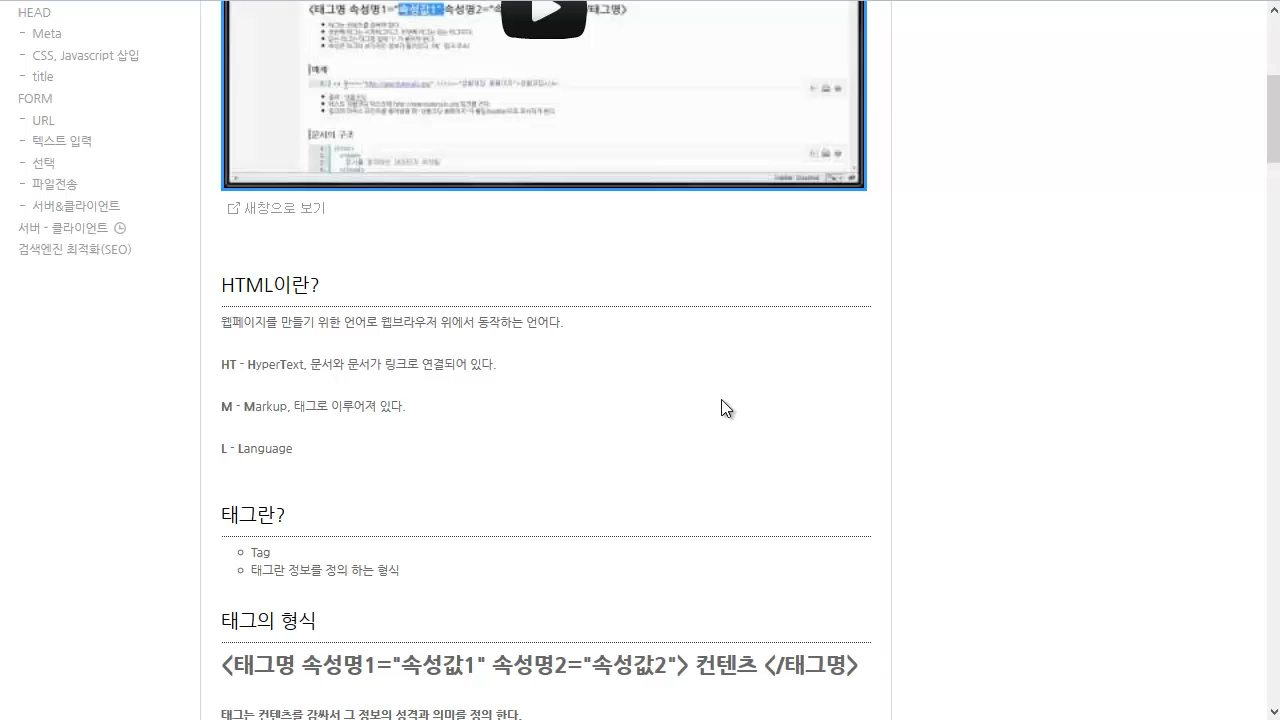 HEAD
- Meta
- CSS, Javascript 삽입
- title
FORM
- URL
- 텍스트 입력
- 선택
- 파일전송
- 서버&클라이언트
서버 - 클라이언트
검색엔진 최적화(SEO)
<태그명 속성명1="속성값1" 속성명2="속 /태그명>
예제
문서의 구조
새창으로 보기
HTML이란?
웹페이지를 만들기 위한 언어로 웹브라우져 위에서 동작하는 언어다.
HT - HyperText, 문서와 문서가 링크로 연결되어 있다.
M - Markup, 태그로 이루어져 있다.
L - Language
태그란?
Tag
태그란 정보를 정의 하는 형식
태그의 형식
<태그명 속성명1="속성값1" 속성명2="속성값2"> 컨텐츠 </태그명>
태그는 컨텐츠를 감싸서 그 정보의 성격과 의미를 정의 한다.